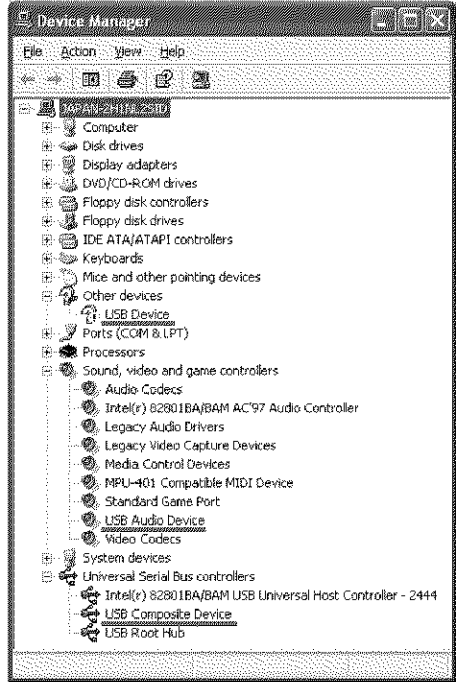 Device Manager
File Action View Help
Computer
Disk drives
Display adapters
DVD/CD-ROM drives
Floppy disk controllers
Floppy disk drives
IDE ATA/ATAPI controllers
Keyboards
Mice and other pointing devices
Other devices
USB Device
Ports (COM & LPT)
Processors
Sound, video and game controllers
Audio Codecs
Intel(r) 82801BA/BAM AC'97 Audio Controller
Legacy Audio Drivers
Legacy Video Capture Devices
Media Control Devices
MPU-401 Compatible MIDI Device
Standard Game Port
USB Audio Device
Video Codecs
System devices
Universal Serial Bus controllers
Intel(r) 82801BA/BAM USB Universal Host Controller - 2444
USB Composite Device
USB Root Hub